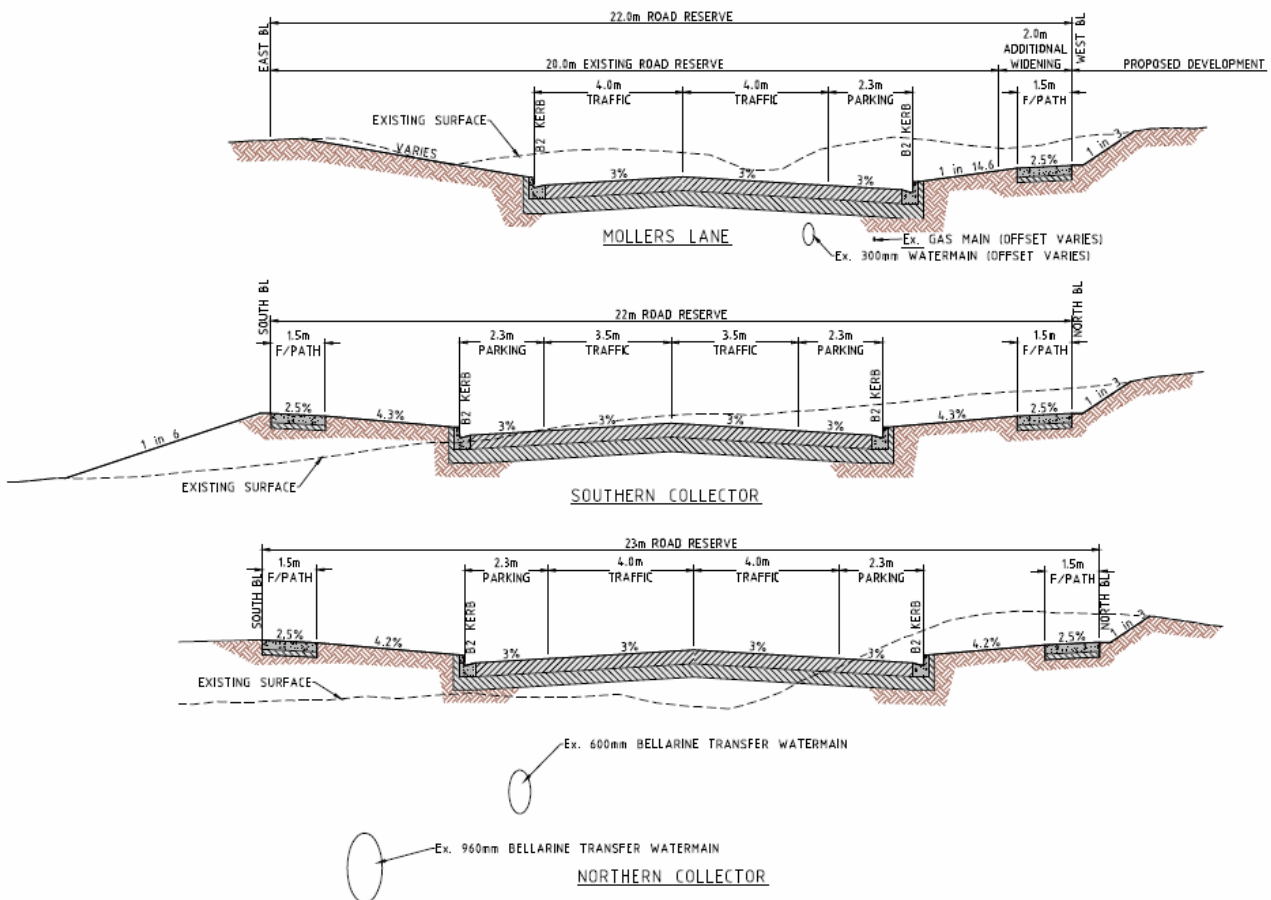 22.0m ROAD RESERVE
EAST BL
WEST BL
2.0m
ADDITIONAL
WIDENING
20.0m EXISTING ROAD RESERVE
PROPOSED DEVELOPMENT
4.0m
TRAFFIC
4.0m
TRAFFIC
2.3m
PARKING
1.5m
F/PATH
EXISTING SURFACE
B2 KERB
B2 KERB
VARIES
3%
3%
3%
1 in 14.6
2.5%
1 in 3
MOLLERS LANE
Ex. GAS MAIN (OFFSET VARIES)
Ex. 300mm WATERMAIN (OFFSET VARIES)
SOUTH BL
NORTH BL
22m ROAD RESERVE
1.5m
F/PATH
2.3m
PARKING
3.5m
TRAFFIC
3.5m
TRAFFIC
2.3m
PARKING
1.5m
F/PATH
B2 KERB
B2 KERB
1 in 6
2.5%
4.3%
3%
3%
3%
3%
4.3%
2.5%
1 in 3
EXISTING SURFACE
SOUTHERN COLLECTOR
23m ROAD RESERVE
SOUTH BL
NORTH BL
1.5m
F/PATH
2.3m
PARKING
4.0m
TRAFFIC
4.0m
TRAFFIC
2.3m
PARKING
1.5m
F/PATH
B2 KERB
B2 KERB
2.5%
4.2%
3%
3%
3%
3%
4.2%
2.5%
1 in 3
EXISTING SURFACE
Ex. 600mm BELLARINE TRANSFER WATERMAIN
Ex. 960mm BELLARINE TRANSFER WATERMAIN
NORTHERN COLLECTOR